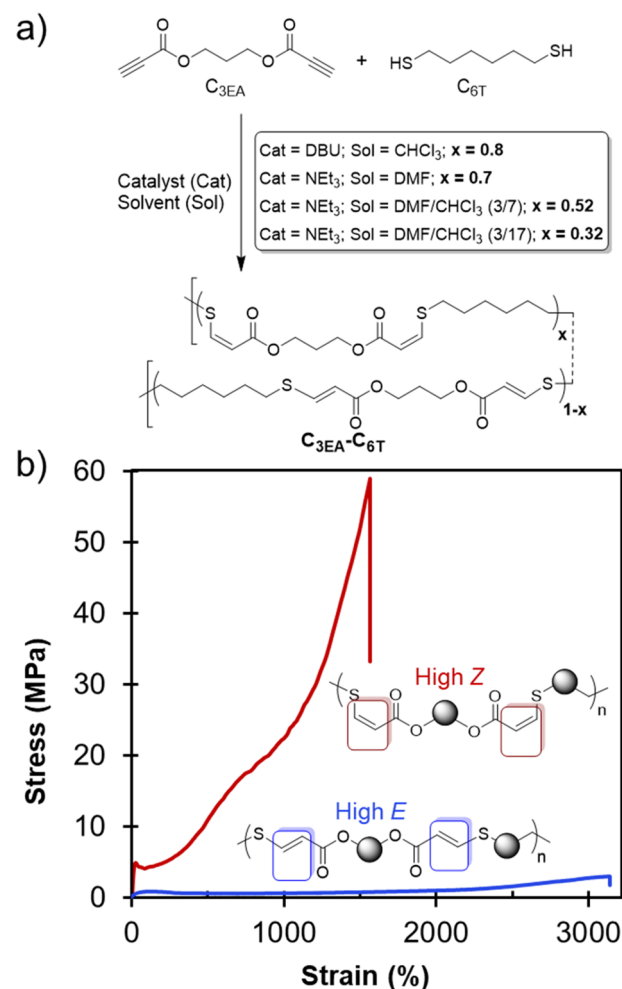 a)
O
O
O
O
C3EA
+
HS
SH
C6T
Catalyst (Cat)
Solvent (Sol)
Cat = DBU; Sol = CHCl3; x = 0.8
Cat = NEt3; Sol = DMF; x = 0.7
Cat = NEt3; Sol = DMF/CHCl3 (3/7); x = 0.52
Cat = NEt3; Sol = DMF/CHCl3 (3/17); x = 0.32
S
O
O
O
O
S
x
S
O
O
O
O
S
1-x
C3EA-C6T
b)
60
50
40
30
20
10
0
Stress (MPa)
High Z
S
O
O
O
O
S
n
High E
S
O
O
O
O
S
n
0
1000
2000
3000
Strain (%)